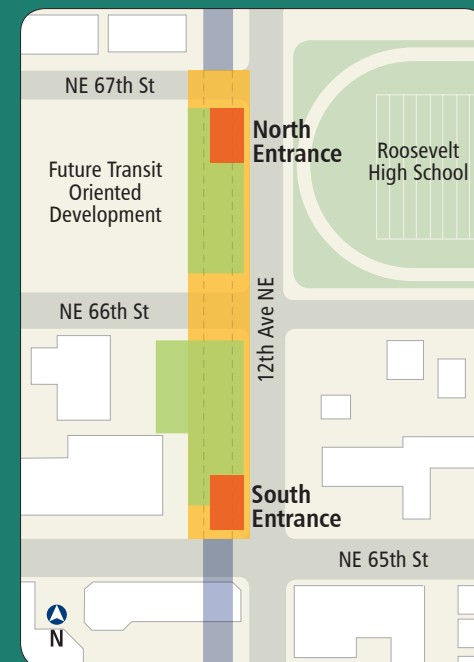 NE 67th St
North
Entrance
Roosevelt
High School
Future Transit
Oriented
Development
12th Ave NE
NE 66th St
South
Entrance
NE 65th St
N